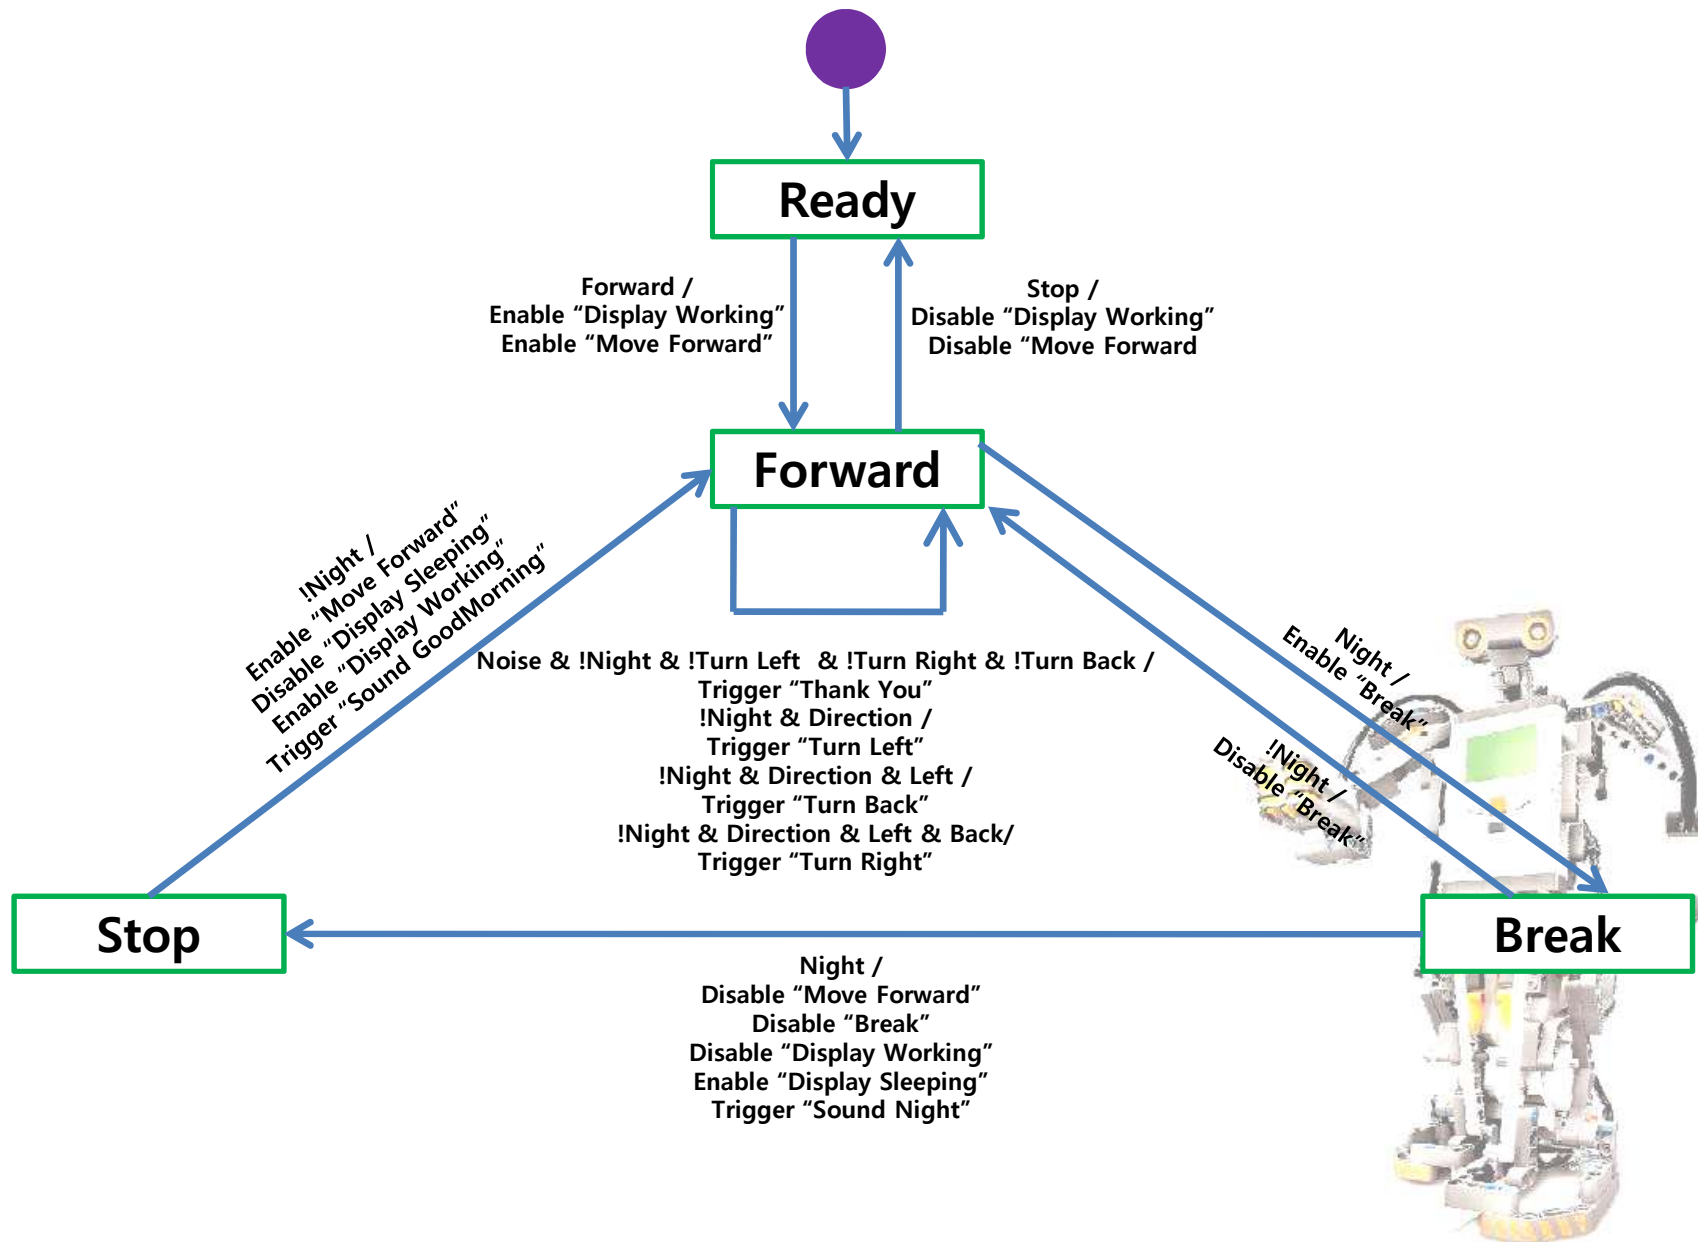 Ready
Forward /
Enable “Display Working”
Enable “Move Forward”
Stop /
Disable “Display Working”
Disable “Move Forward
Forward
!Night /
Enable “Move Forward”
Disable “Display Sleeping”
Enable “Display Working”
Trigger “Sound GoodMorning”
Noise & !Night & !Turn Left & !Turn Right & !Turn Back /
Trigger “Thank You”
!Night & Direction /
Trigger “Turn Left”
!Night & Direction & Left /
Trigger “Turn Back”
!Night & Direction & Left & Back/
Trigger “Turn Right”
Night /
Enable “Break”
!Night /
Disable “Break”
Stop
Break
Night /
Disable “Move Forward”
Disable “Break”
Disable “Display Working”
Enable “Display Sleeping”
Trigger “Sound Night”